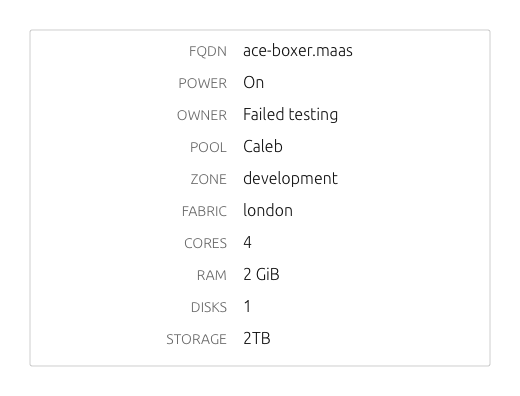 FQDN ace-boxer.maas
POWER On
OWNER Failed testing
POOL Caleb
ZONE development
FABRIC london
CORES 4
RAM 2 GiB
DISKS 1
STORAGE 2TB